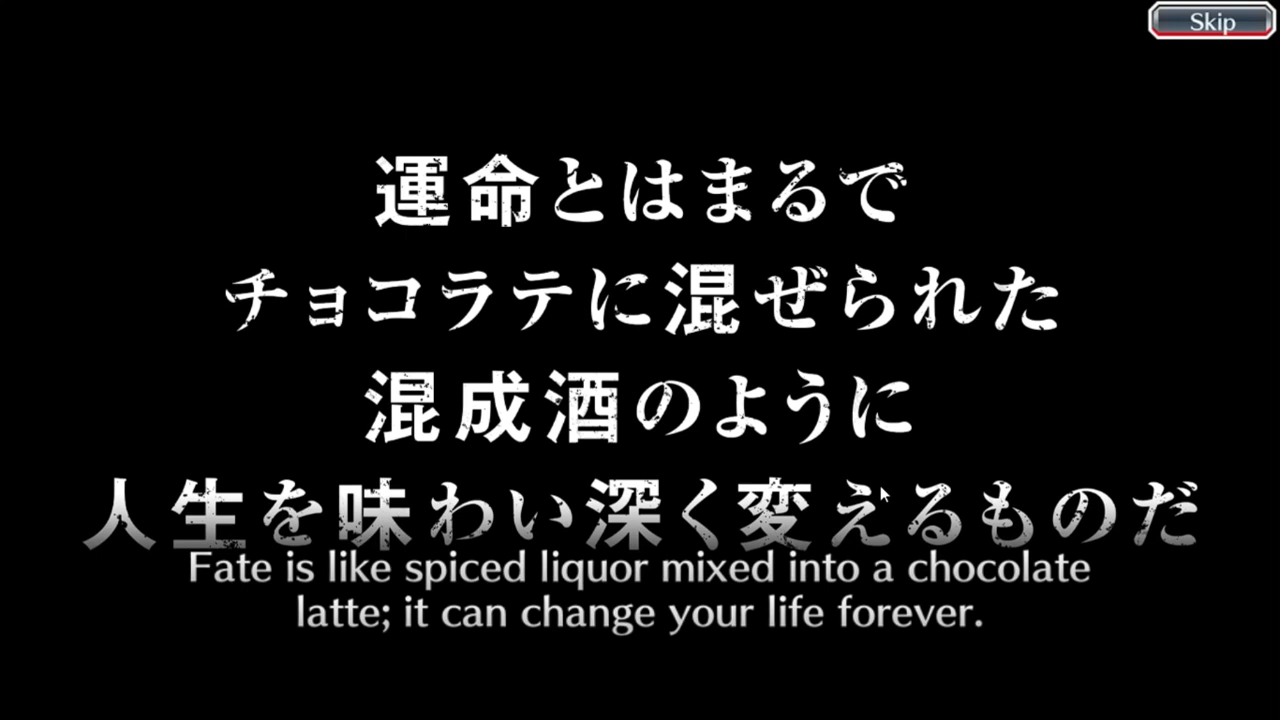 Skip
運命とはまるで
チョコラテに混ぜられた
混成酒のように
人生を味わい深く変えるものだ
Fate is like spiced liquor mixed into a chocolate
latte; it can change your life forever.